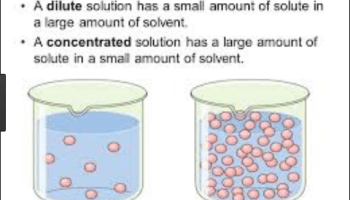 • A dilute solution has a small amount of solute in
a large amount of solvent.
• A concentrated solution has a large amount of
solute in a small amount of solvent.